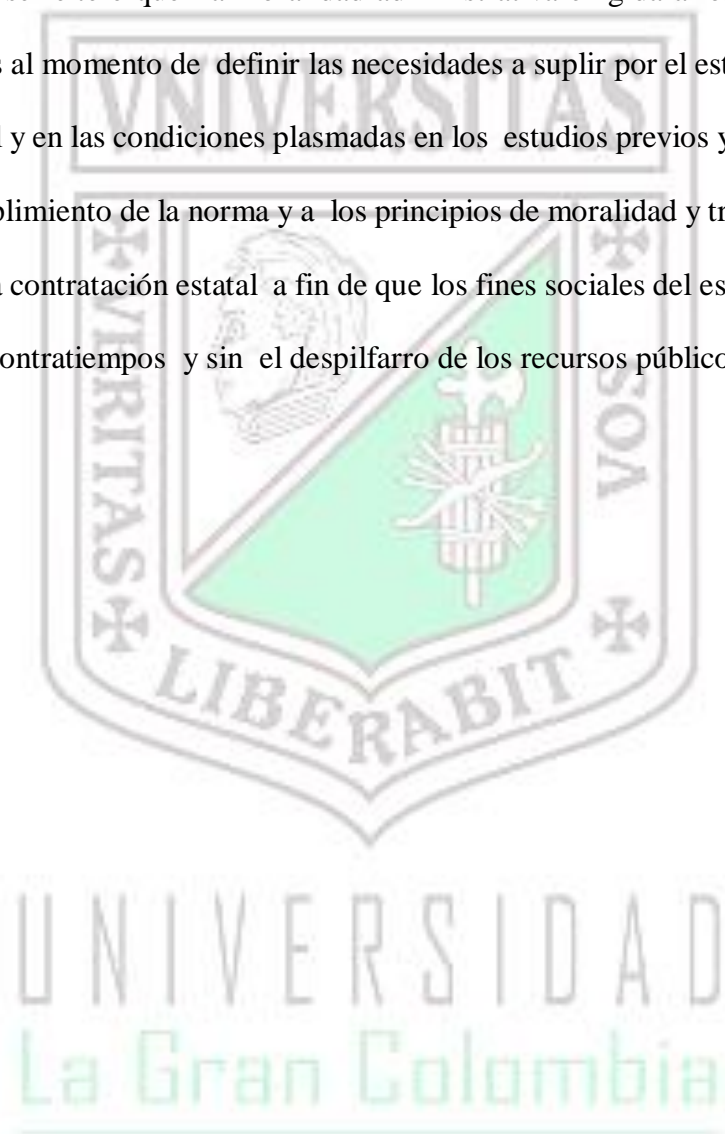 s al momento de definir las necesidades a suplir por el est
l y en las condiciones plasmadas en los estudios previos y
plimiento de la norma y a los principios de moralidad y tr
a contratación estatal a fin de que los fines sociales del es
ontratiempos y sin el despilfarro de los recursos público
VNIVERSITAS
VERITAS
VOS
LIBERABIT
UNIVERSIDAD
La Gran Colombia